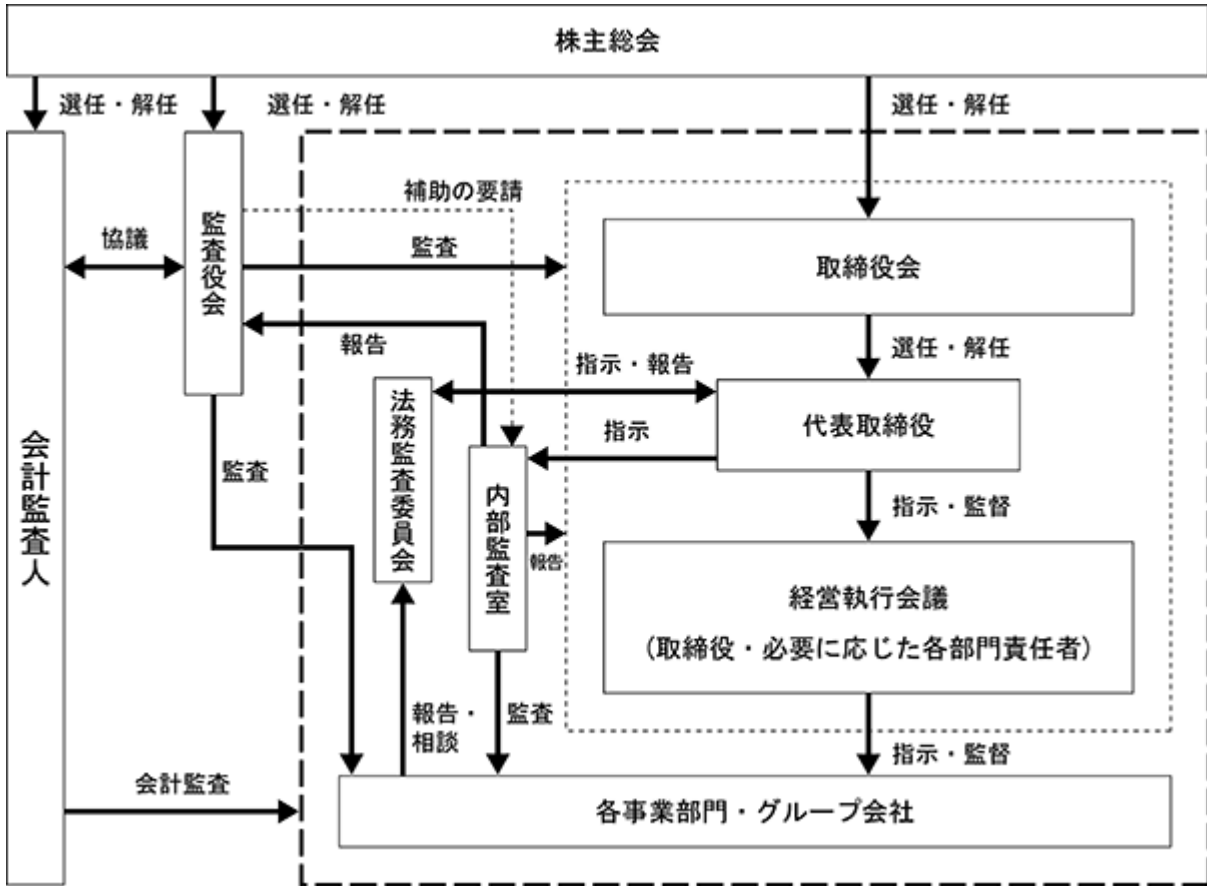 株主総会
選任・解任
選任・解任
選任・解任
補助の要請
協議
監査役会
監査
取締役会
報告
選任・解任
指示・報告
法務監査委員会
代表取締役
指示
会計監査人
監査
内部監査室
指示・監督
報告
経営執行会議
(取締役・必要に応じた各部門責任者)
報告・
相談
監査
指示・監督
会計監査
各事業部門・グループ会社